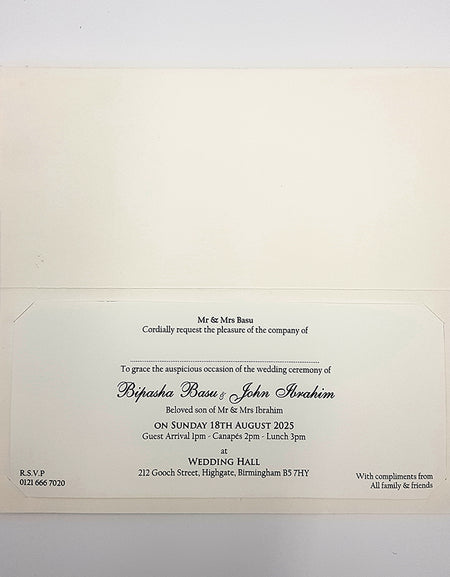 Mr & Mrs Basu
Cordially request the pleasure of the company of
To grace the auspicious occasion of the wedding ceremony of
Bipasha Basu & John Ibrahim
Beloved son of Mr & Mrs Ibrahim
on Sunday 18th August 2025
Guest Arrival 1pm - Canapés 2pm - Lunch 3pm
at
Wedding Hall
212 Gooch Street, Highgate, Birmingham B5 7HY
R.S.V.P
0121 666 7020
With compliments from
All family & friends